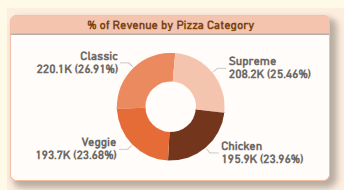 % of Revenue by Pizza Category
Classic
220.1K (26.91%)
Supreme
208.2K (25.46%)
Veggie
193.7K (23.68%)
Chicken
195.9K (23.96%)